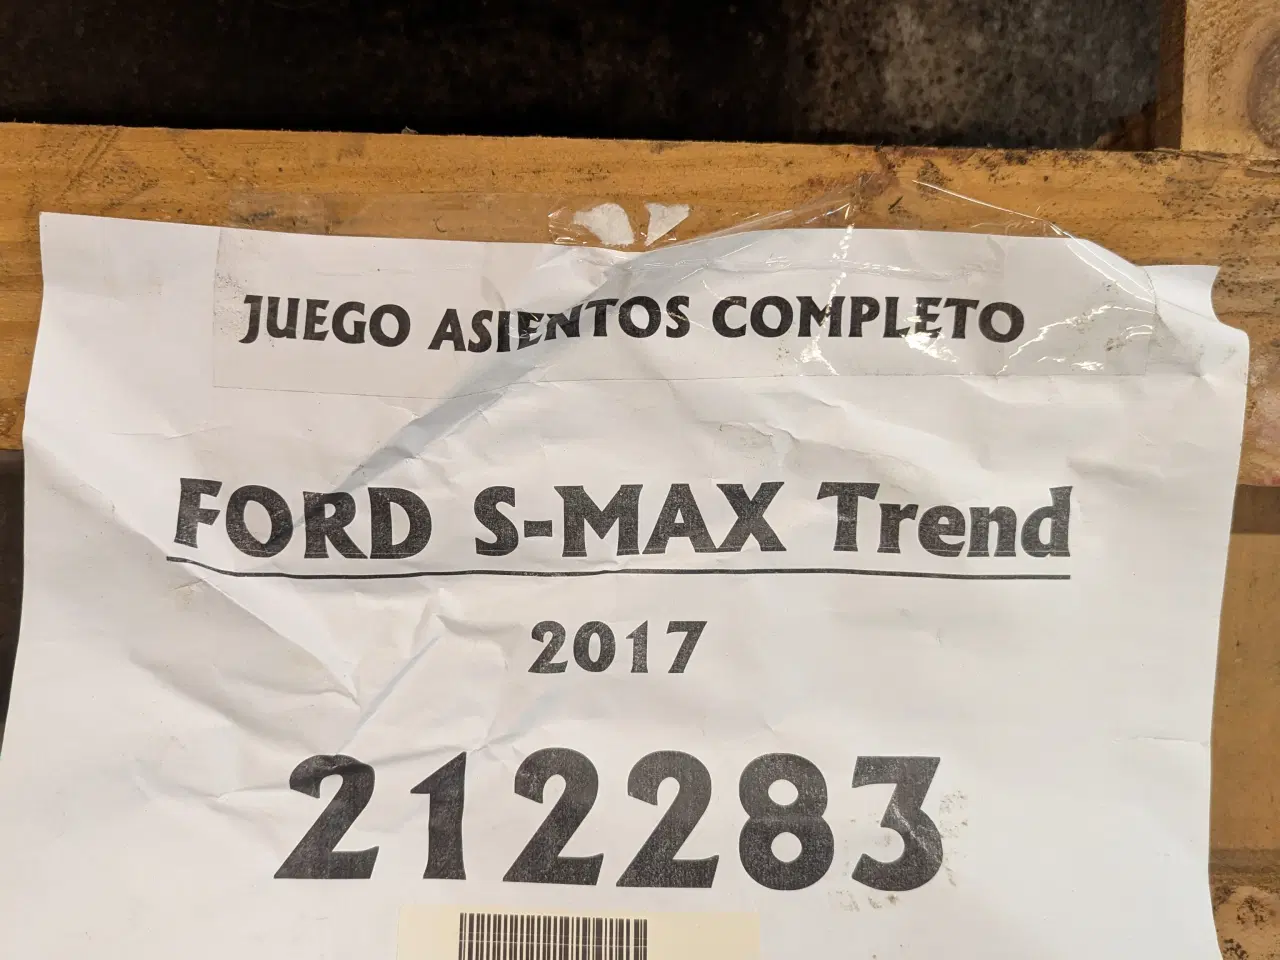 JUEGO ASIENTOS COMPLETO
FORD S-MAX Trend
2017
212283